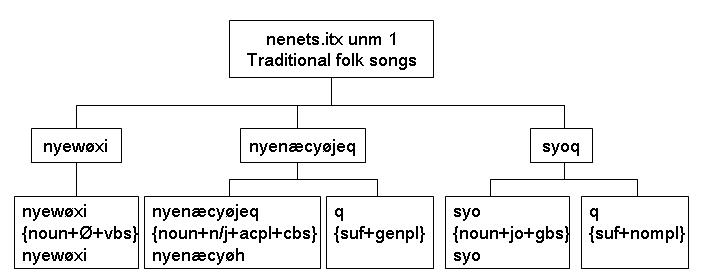 nenets.itx unm 1
Traditional folk songs
nyewøxi
nyenæcyøjeq
syoq
nyewøxi
{noun+Ø+vbs}
nyewøxi
nyenæcyøjeq
{noun+n/j+acpl+cbs}
nyenæcyøh
q
{suf+genpl}
syo
{noun+jo+gbs}
syo
q
{suf+nompl}